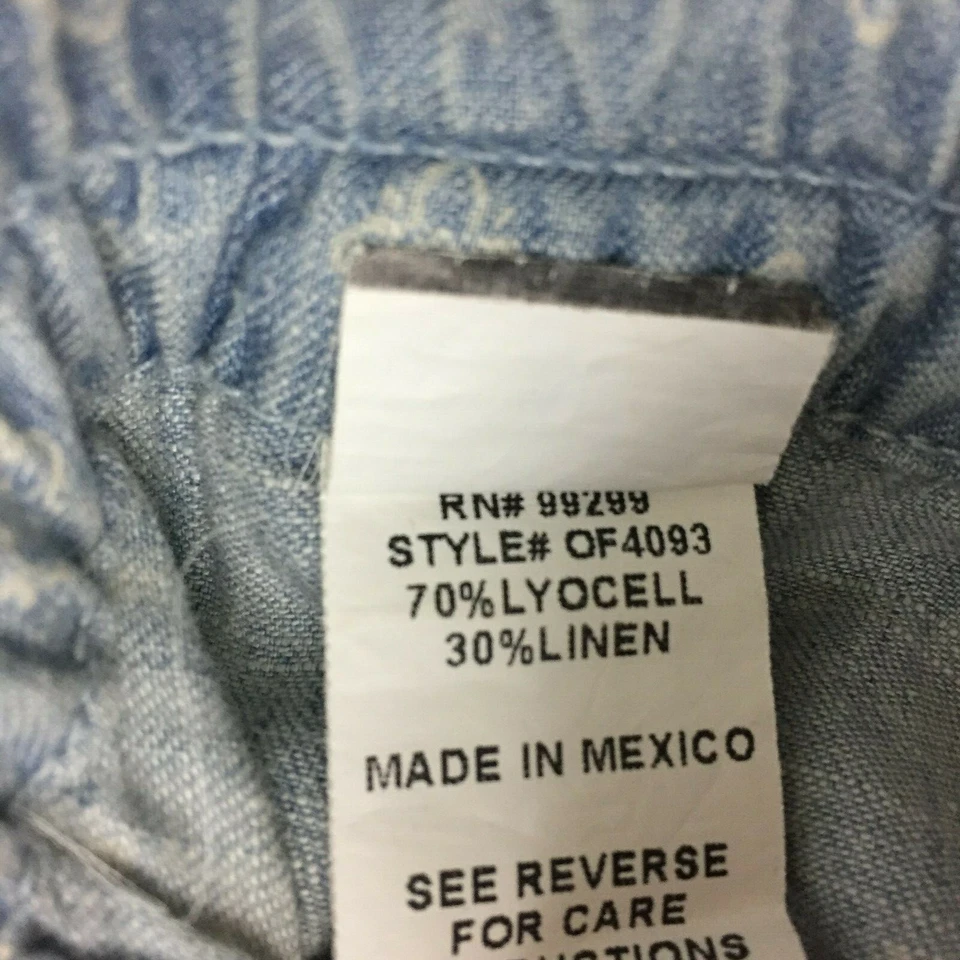 RN# 99299
STYLE# OF4093
70%LYOCELL
30%LINEN
MADE IN MEXICO
SEE REVERSE
FOR CARE